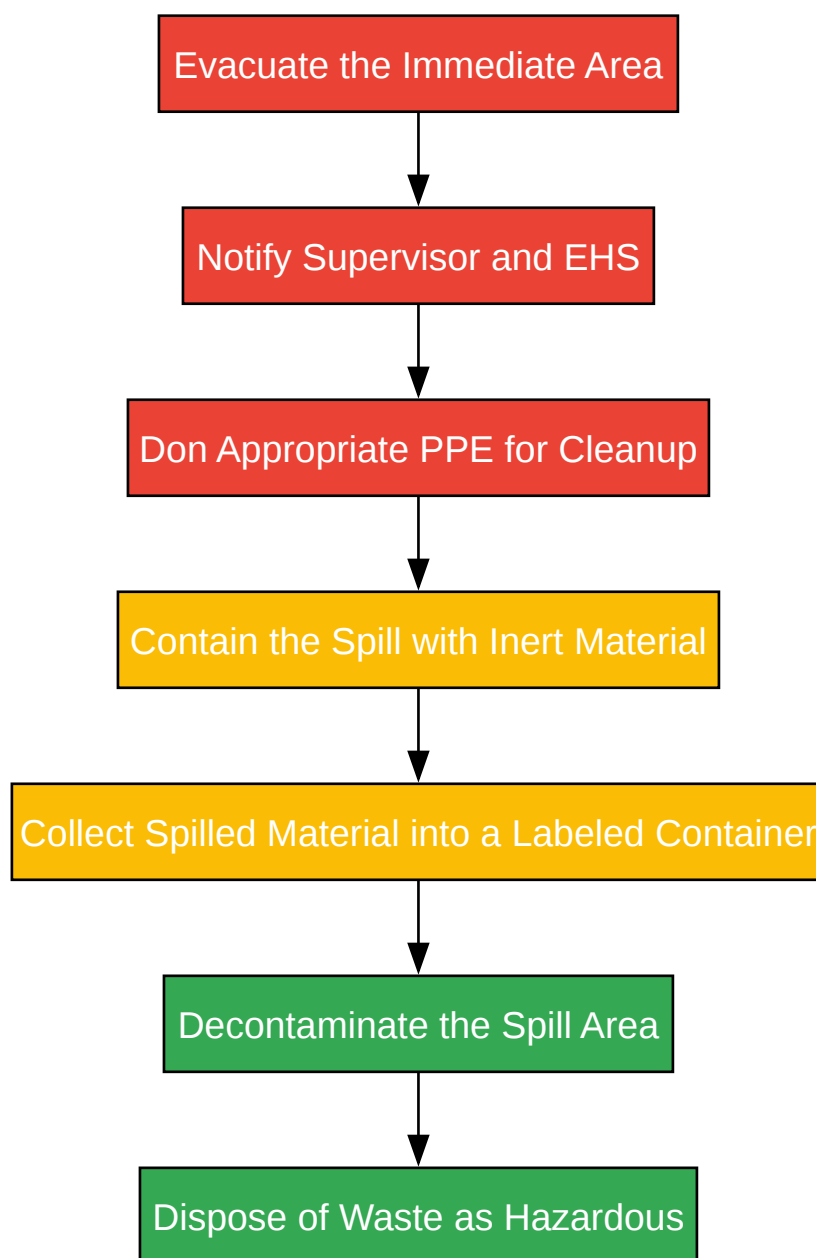 Evacuate the Immediate Area
Notify Supervisor and EHS
Don Appropriate PPE for Cleanup
Contain the Spill with Inert Material
Collect Spilled Material into a Labeled Container
Decontaminate the Spill Area
Dispose of Waste as Hazardous